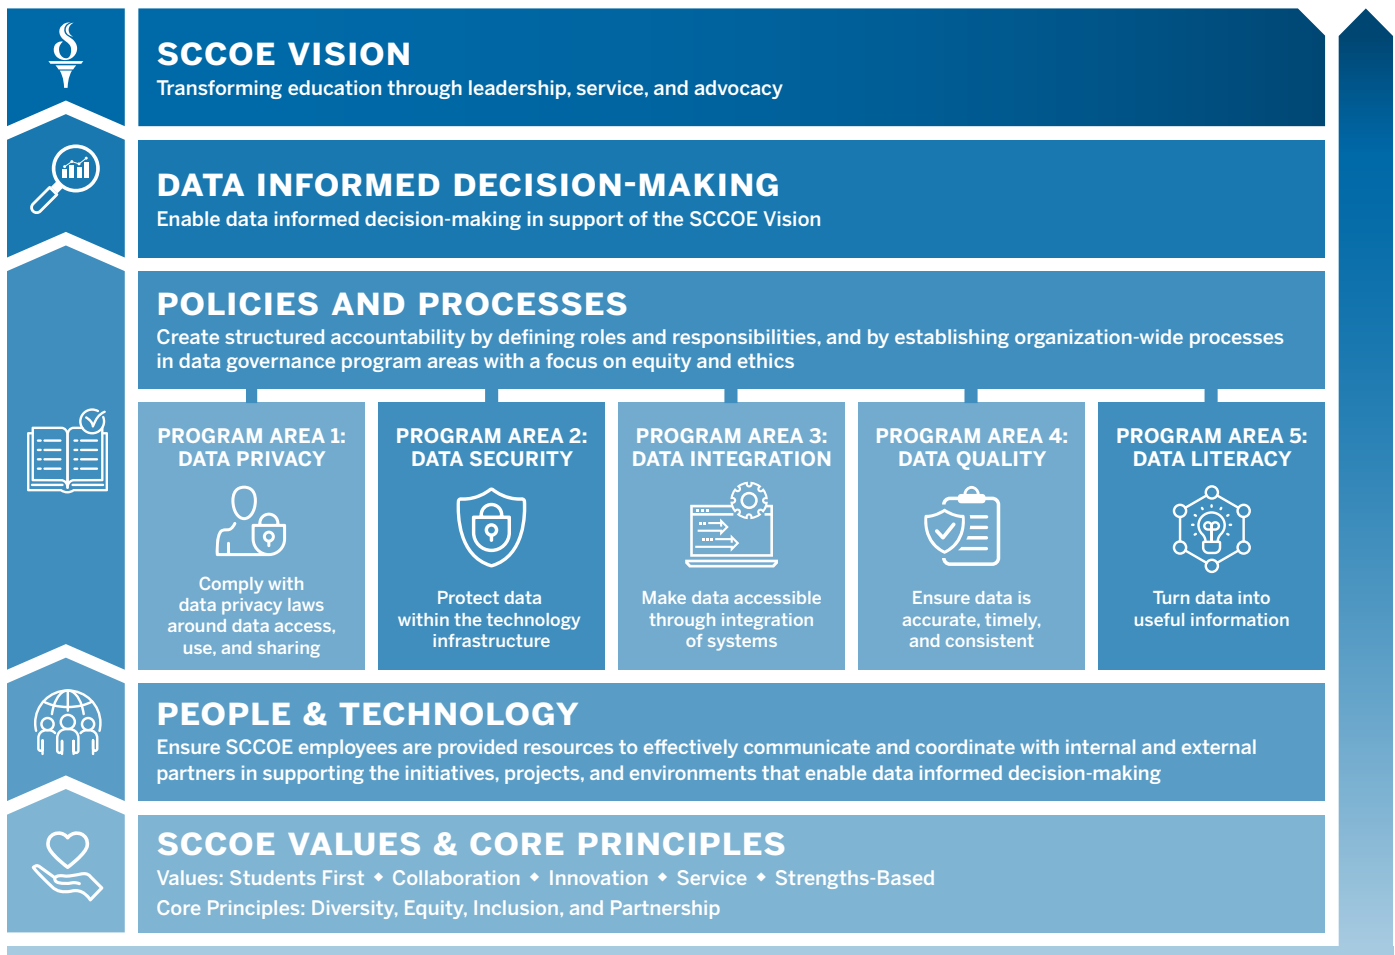 SCCOE VISION
Transforming education through leadership, service, and advocacy
DATA INFORMED DECISION-MAKING
Enable data informed decision-making in support of the SCCOE Vision
POLICIES AND PROCESSES
Create structured accountability by defining roles and responsibilities, and by establishing organization-wide processes
in data governance program areas with a focus on equity and ethics
PROGRAM AREA 1:
DATA PRIVACY
Comply with
data privacy laws
around data access,
use, and sharing
PROGRAM AREA 2:
DATA SECURITY
Protect data
within the technology
infrastructure
PROGRAM AREA 3:
DATA INTEGRATION
Make data accessible
through integration
of systems
PROGRAM AREA 4:
DATA QUALITY
Ensure data is
accurate, timely,
and consistent
PROGRAM AREA 5:
DATA LITERACY
Turn data into
useful information
PEOPLE & TECHNOLOGY
Ensure SCCOE employees are provided resources to effectively communicate and coordinate with internal and external
partners in supporting the initiatives, projects, and environments that enable data informed decision-making
SCCOE VALUES & CORE PRINCIPLES
Values: Students First ◆ Collaboration ◆ Innovation ◆ Service ◆ Strengths-Based
Core Principles: Diversity, Equity, Inclusion, and Partnership